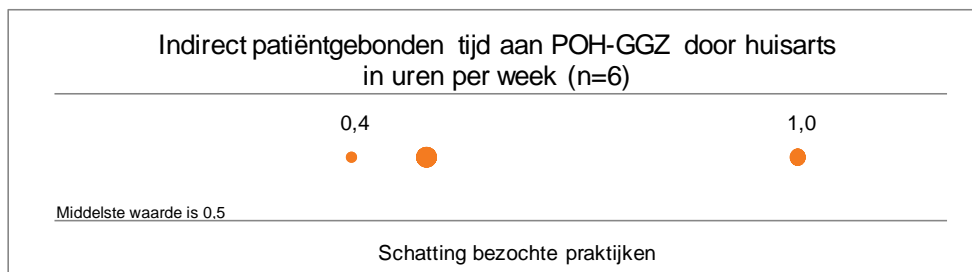 Indirect patiëntgebonden tijd aan POH-GGZ door huisarts
in uren per week (n=6)
0,4 1,0
Middelste waarde is 0,5
Schatting bezochte praktijken